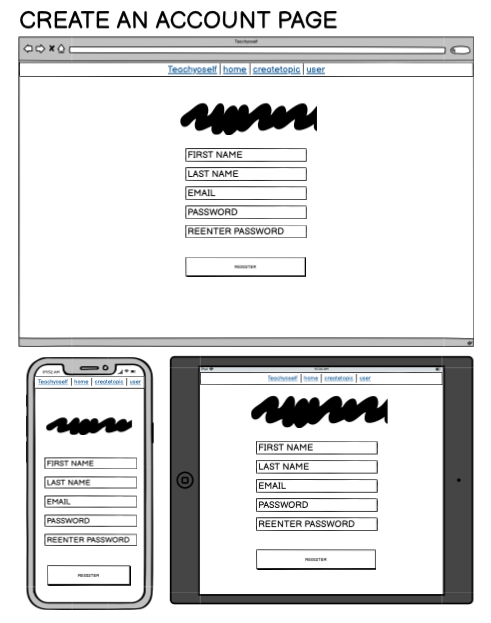 CREATE AN ACCOUNT PAGE
Teachyoself
Teachyoself | home | createtopic | user
FIRST NAME
LAST NAME
EMAIL
PASSWORD
REENTER PASSWORD
REGISTER
Teachyoself | home | createtopic | user
FIRST NAME
LAST NAME
EMAIL
PASSWORD
REENTER PASSWORD
REGISTER
Teachyoself | home | createtopic | user
FIRST NAME
LAST NAME
EMAIL
PASSWORD
REENTER PASSWORD
REGISTER